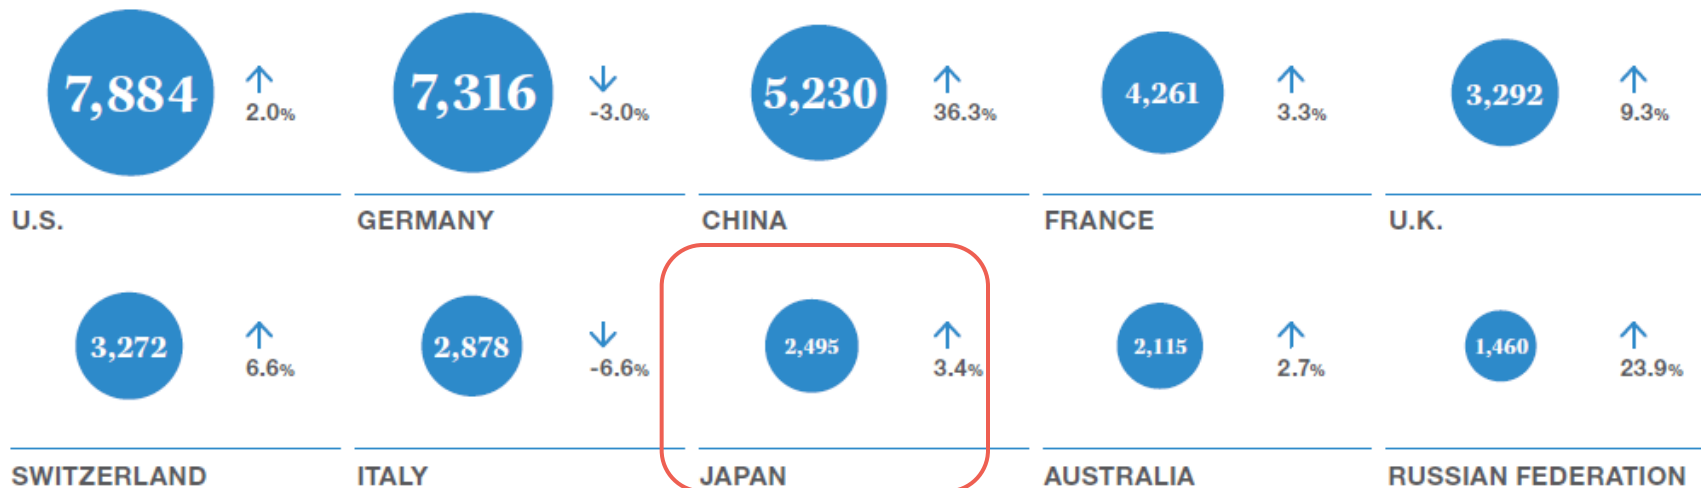 7,884 2.0% 7,316 -3.0% 5,230 36.3% 4,261 3.3% 3,292 9.3%
U.S. GERMANY CHINA FRANCE U.K.
3,272 6.6% 2,878 -6.6% 2,495 3.4% 2,115 2.7% 1,460 23.9%
SWITZERLAND ITALY JAPAN AUSTRALIA RUSSIAN FEDERATION